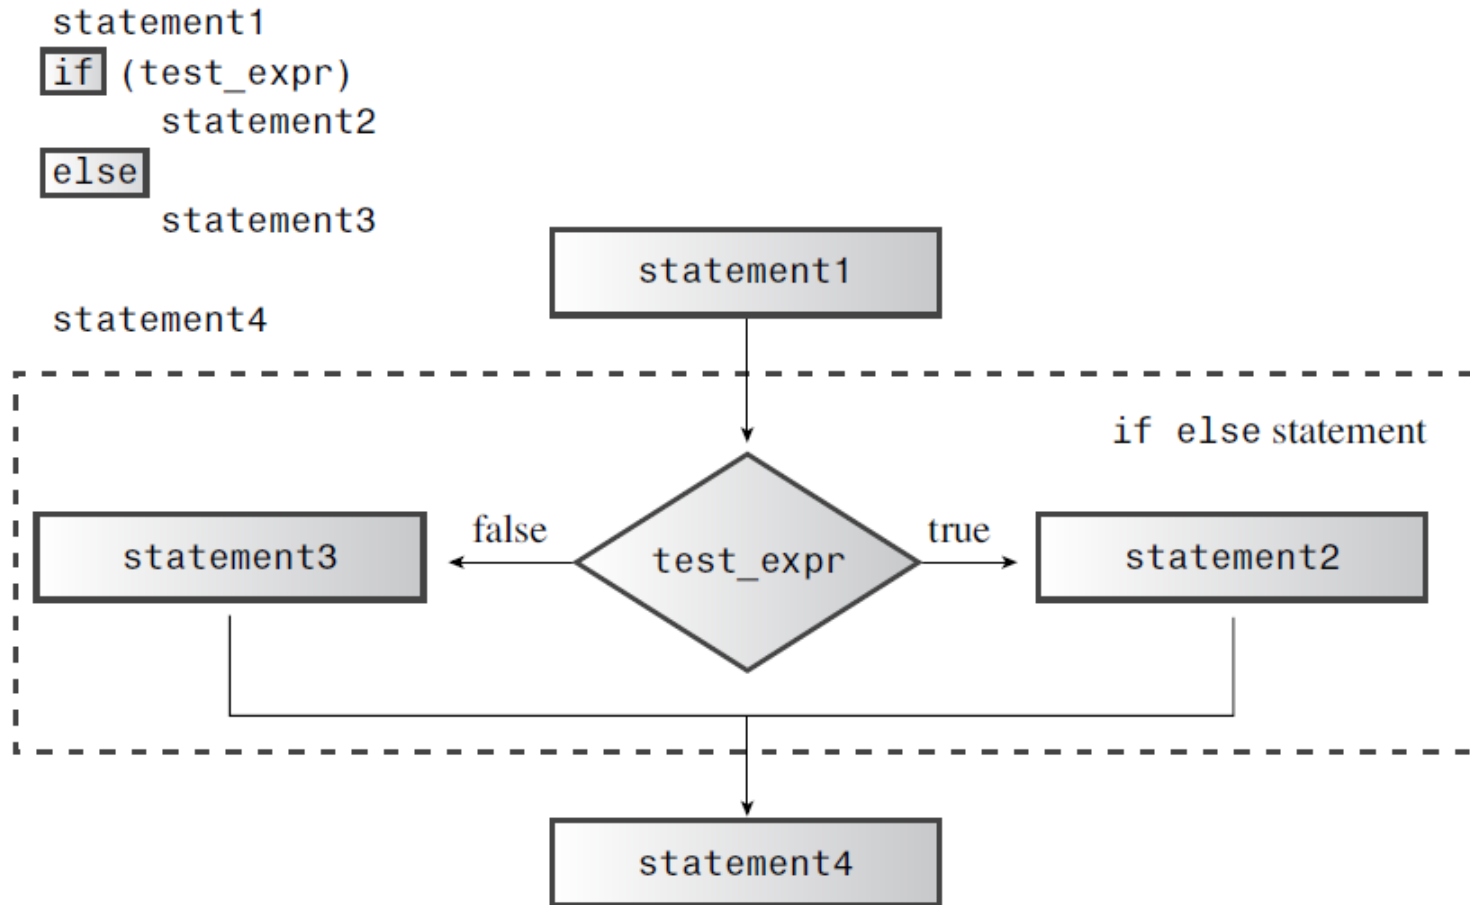 statement1
if (test_expr)
statement2
else
statement3
statement4
statement1
if else statement
false
true
statement3
test_expr
statement2
statement4